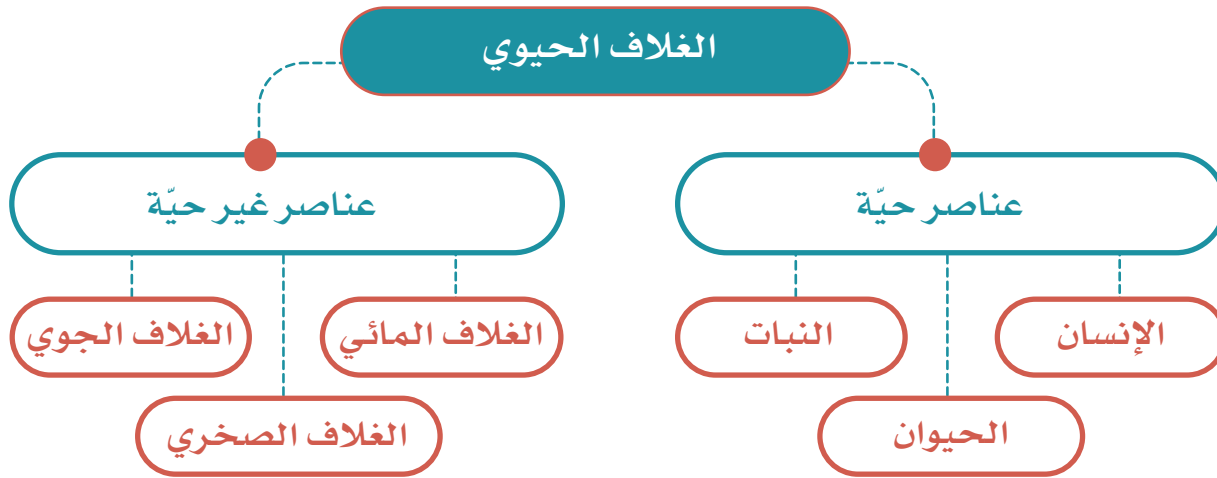 الغلاف الحيوي
عناصر حيّة
عناصر غير حيّة
الإنسان
النبات
الغلاف المائي
الغلاف الجوي
الحيوان
الغلاف الصخري